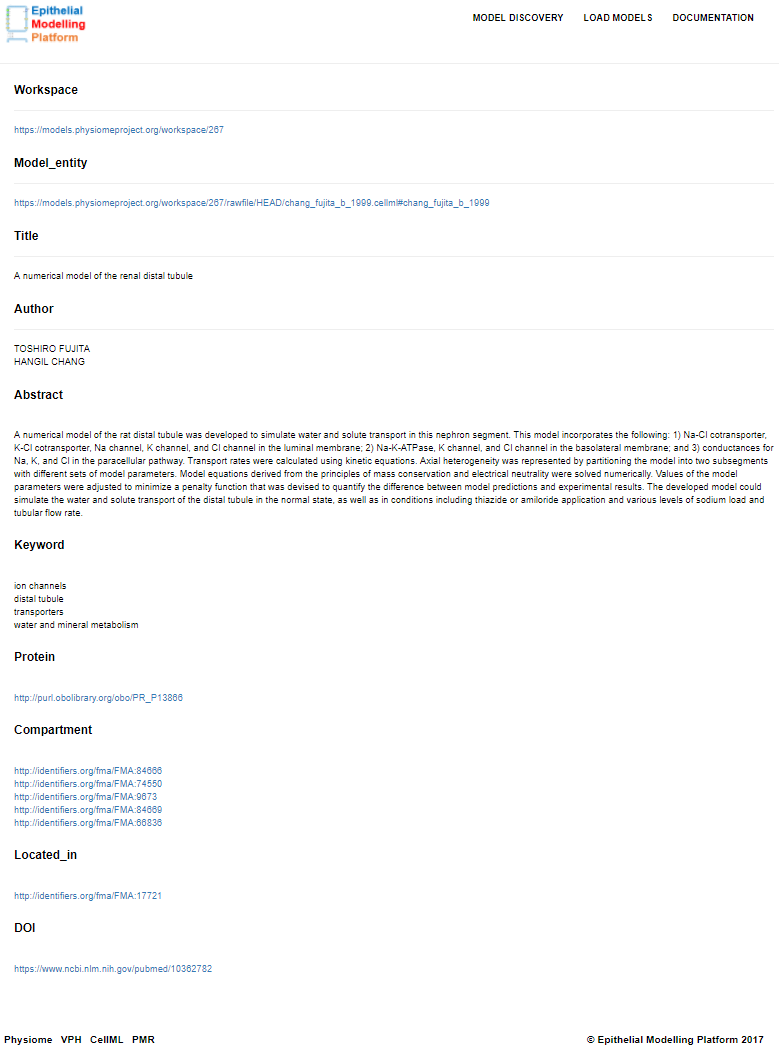 Epithelial
Modelling
Platform
MODEL DISCOVERY LOAD MODELS DOCUMENTATION
Workspace
https://models.physiomeproject.org/workspace/267
Model_entity
https://models.physiomeproject.org/workspace/267/rawfile/HEAD/chang_fujita_b_1999.cellml#chang_fujita_b_1999
Title
A numerical model of the renal distal tubule
Author
TOSHIRO FUJITA
HANGIL CHANG
Abstract
A numerical model of the rat distal tubule was developed to simulate water and solute transport in this nephron segment. This model incorporates the following: 1) Na-Cl cotransporter,
K-Cl cotransporter, Na channel, K channel, and Cl channel in the luminal membrane; 2) Na-K-ATPase, K channel, and Cl channel in the basolateral membrane; and 3) conductances for
Na, K, and Cl in the paracellular pathway. Transport rates were calculated using kinetic equations. Axial heterogeneity was represented by partitioning the model into two subsegments
with different sets of model parameters. Model equations derived from the principles of mass conservation and electrical neutrality were solved numerically. Values of the model
parameters were adjusted to minimize a penalty function that was devised to quantify the difference between model predictions and experimental results. The developed model could
simulate the water and solute transport of the distal tubule in the normal state, as well as in conditions including thiazide or amiloride application and various levels of sodium load and
tubular flow rate.
Keyword
ion channels
distal tubule
transporters
water and mineral metabolism
Protein
http://purl.obolibrary.org/obo/PR_P13866
Compartment
http://identifiers.org/fma/FMA:84666
http://identifiers.org/fma/FMA:74550
http://identifiers.org/fma/FMA:9673
http://identifiers.org/fma/FMA:84669
http://identifiers.org/fma/FMA:66836
Located_in
http://identifiers.org/fma/FMA:17721
DOI
https://www.ncbi.nlm.nih.gov/pubmed/10362782
Physiome VPH CellML PMR © Epithelial Modelling Platform 2017